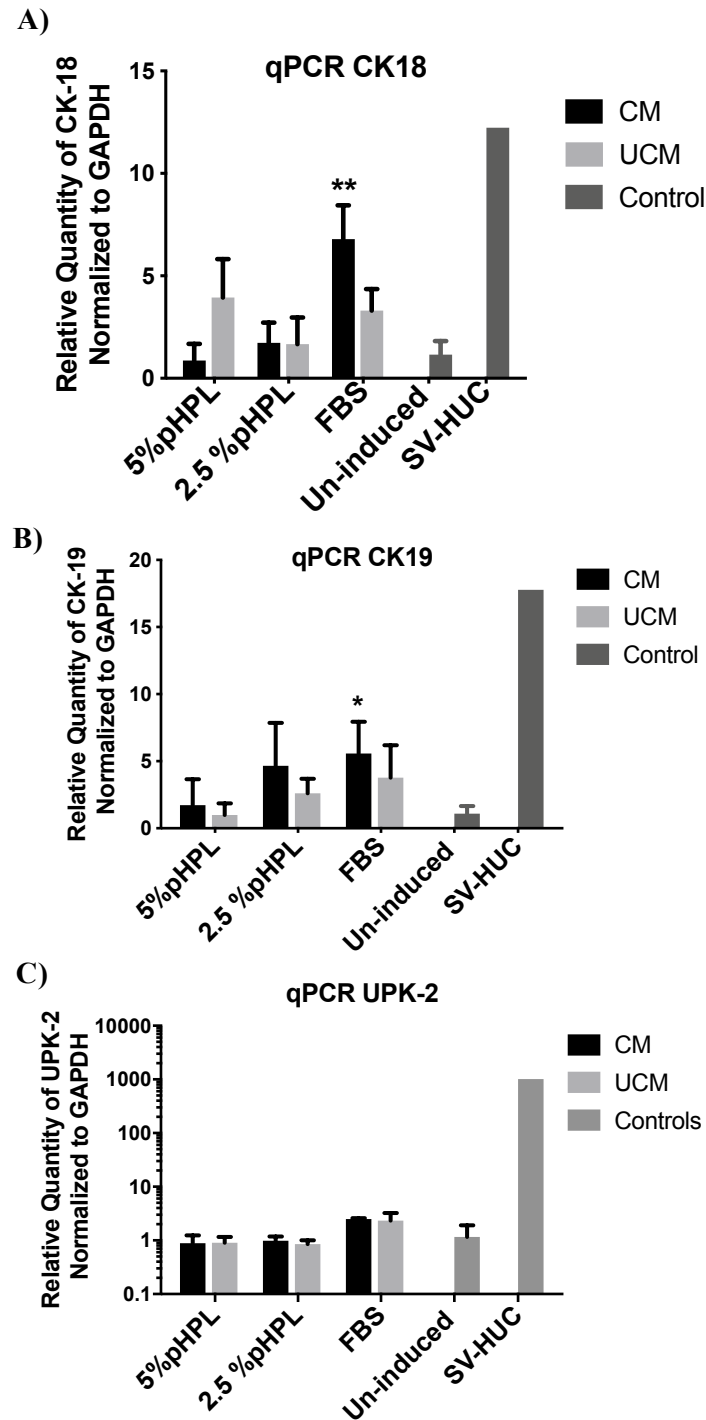 A)
qPCR CK18
Relative Quantity of CK-18
Normalized to GAPDH
15
10
5
0
**
CM
UCM
Control
5%pHPL
2.5 %pHPL
FBS
Un-induced
SV-HUC
B)
qPCR CK19
Relative Quantity of CK-19
Normalized to GAPDH
20
15
10
5
0
*
CM
UCM
Control
5%pHPL
2.5 %pHPL
FBS
Un-induced
SV-HUC
C)
qPCR UPK-2
Relative Quantity of UPK-2
Normalized to GAPDH
10000
1000
100
10
1
0.1
CM
UCM
Controls
5%pHPL
2.5 %pHPL
FBS
Un-induced
SV-HUC